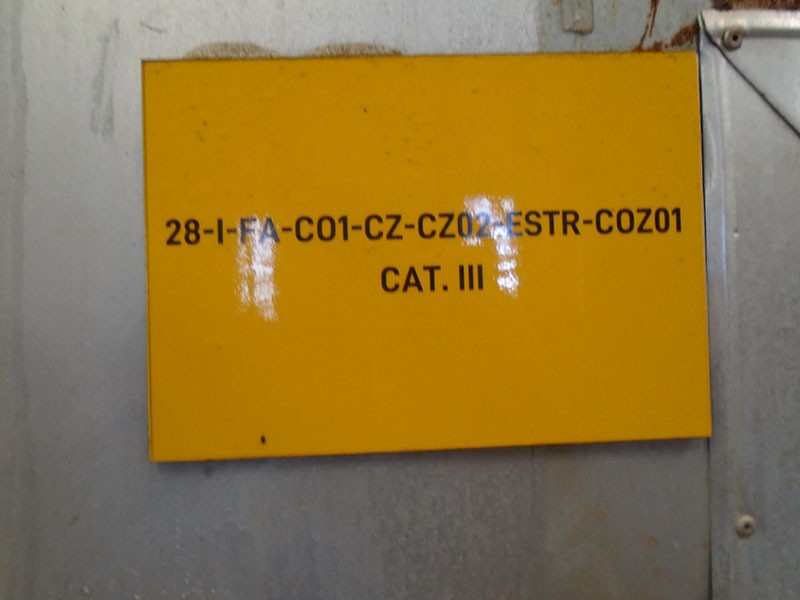 28-I-FA-CO1-CZ-CZ02-ESTR-COZ01
CAT. III